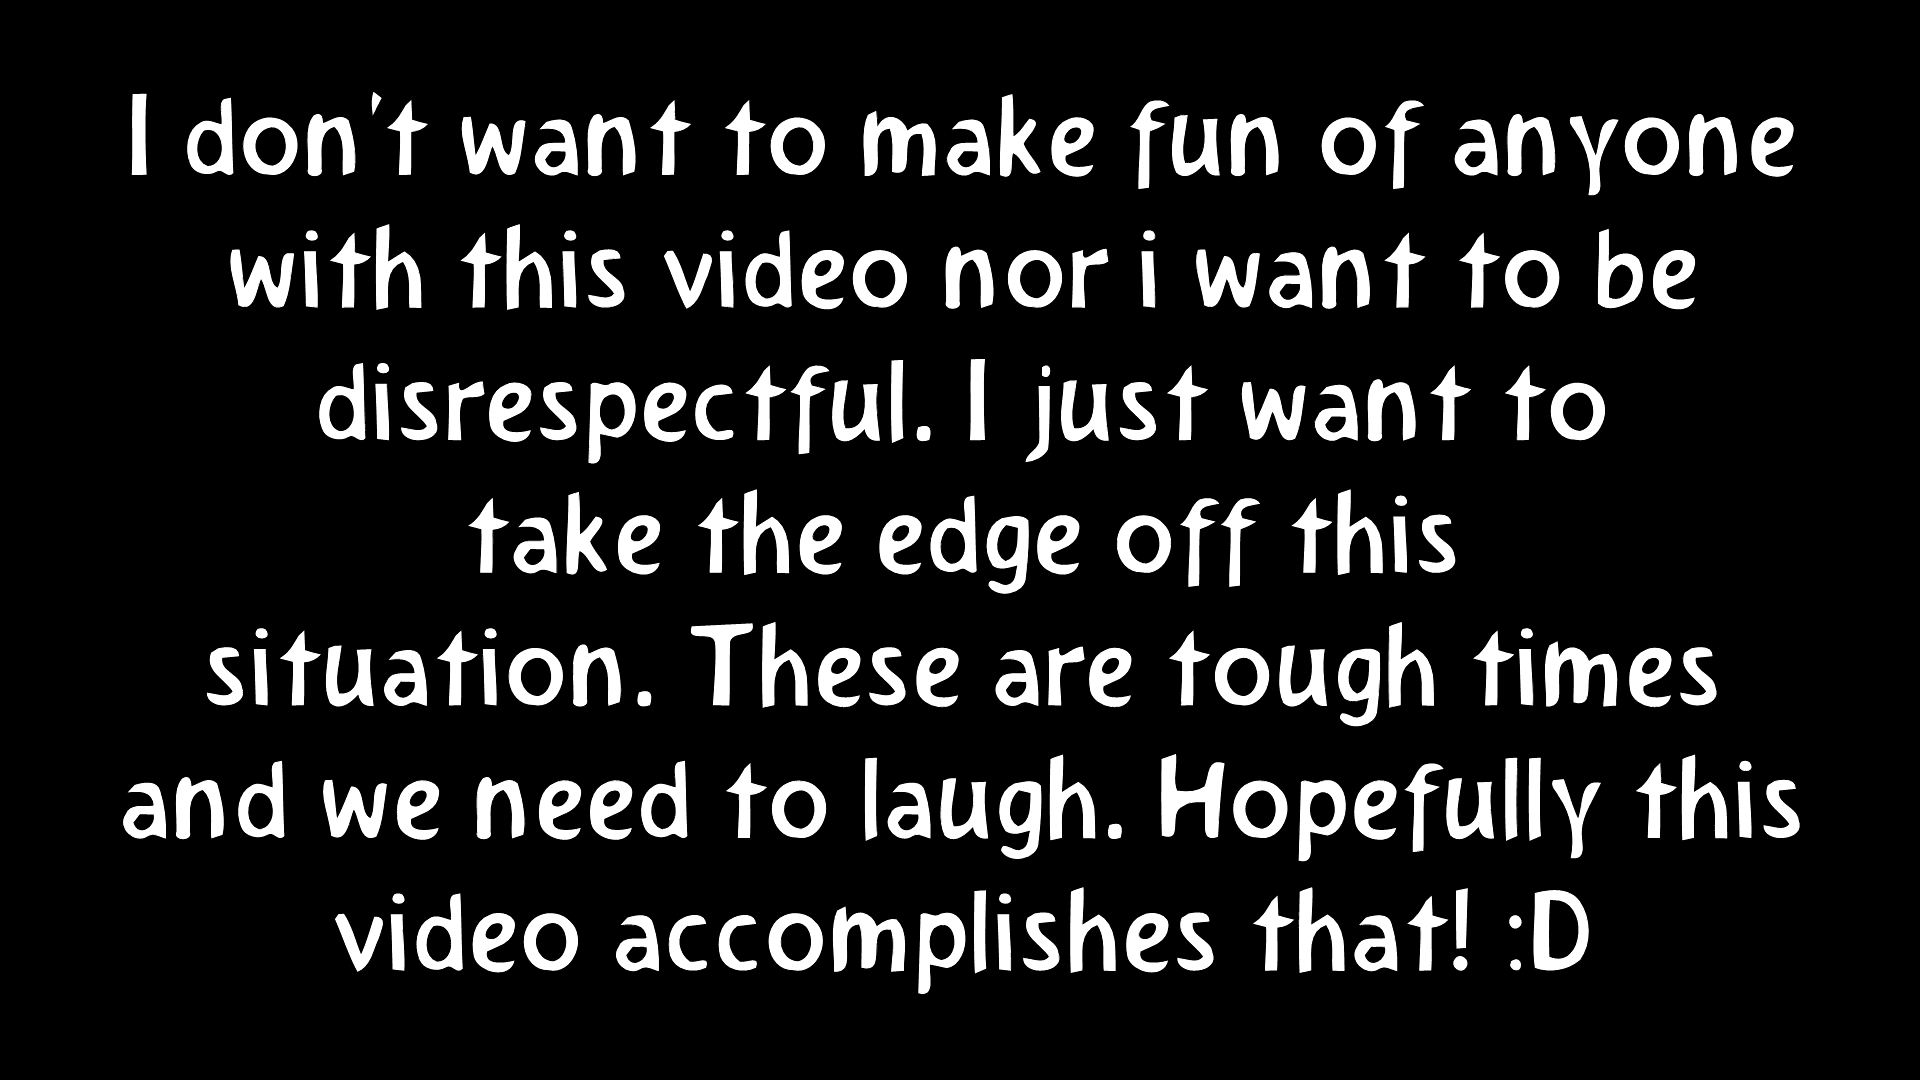 I don't want to make fun of anyone
with this video nor i want to be
disrespectful. I just want to
take the edge off this
situation. These are tough times
and we need to laugh. Hopefully this
video accomplishes that! :D